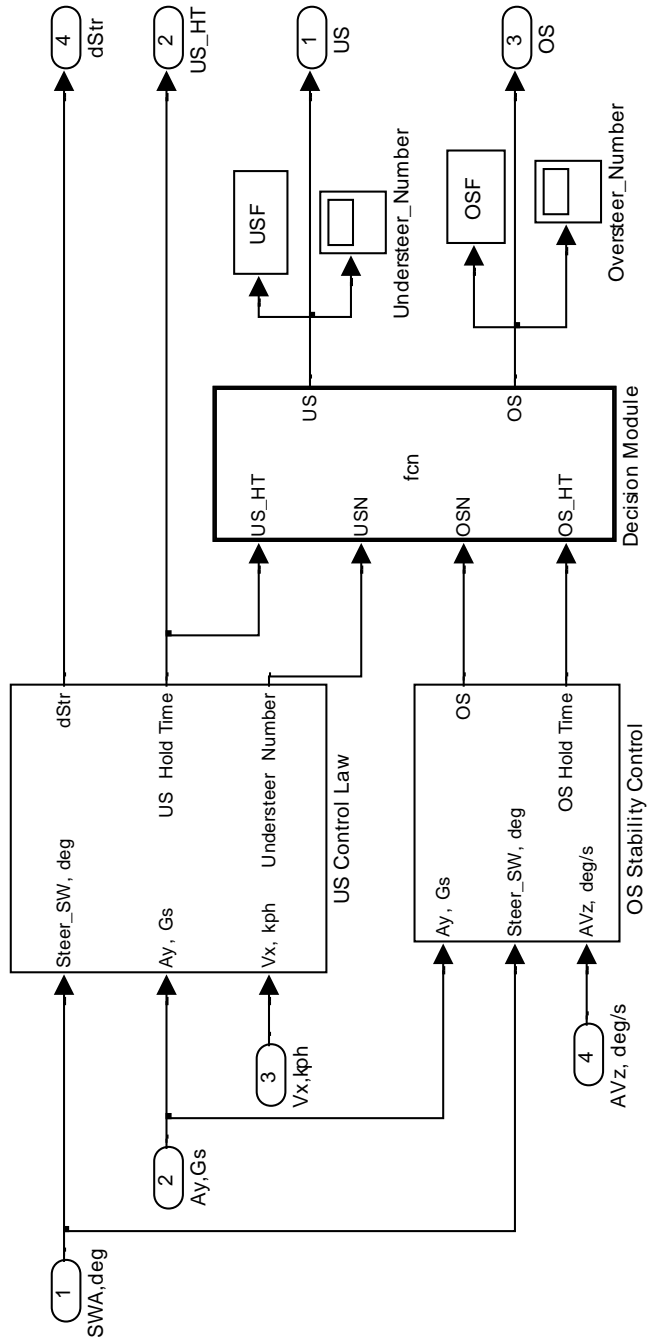 1
SWA,deg
2
Ay,Gs
3
Vx,kph
4
AVz, deg/s
Steer_SW, deg
Ay, Gs
Vx, kph
dStr
US Hold Time
Understeer Number
US Control Law
Ay, Gs
Steer_SW, deg
AVz, deg/s
OS
OS Hold Time
OS Stability Control
US_HT
USN
OSN
OS_HT
fcn
US
OS
Decision Module
USF
Understeer_Number
OSF
Oversteer_Number
4
dStr
2
US_HT
1
US
3
OS